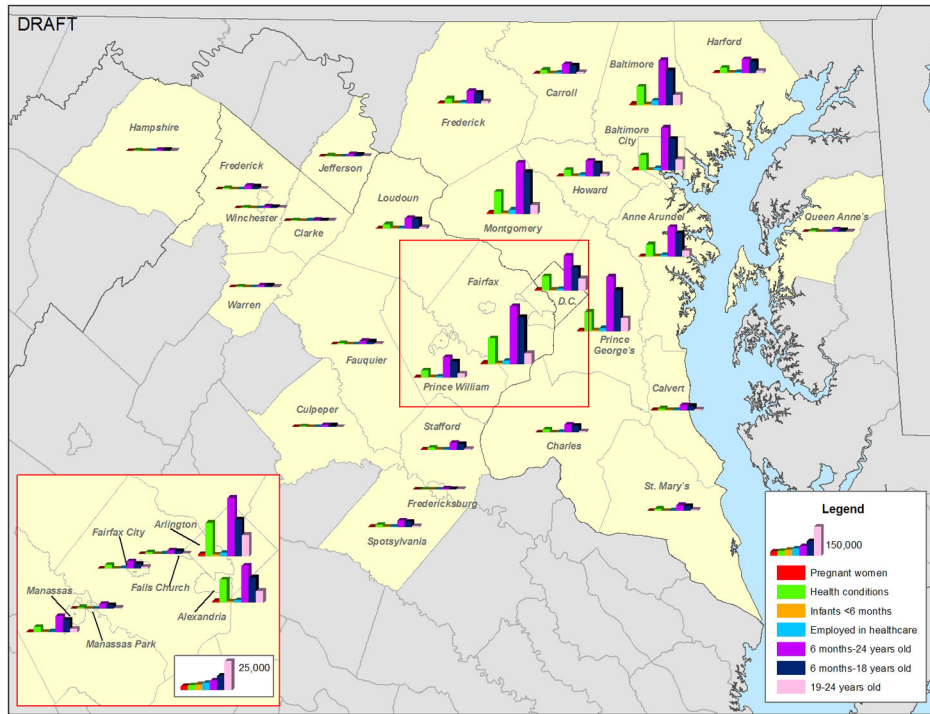 DRAFT
Harford
Baltimore
Carroll
Frederick
Hampshire
Baltimore
City
Frederick
Jefferson
Howard
Loudoun
Winchester
Clarke
Montgomery
Anne Arundel
Queen Anne's
Fairfax
D.C.
Warren
Prince
George's
Fauquier
Prince William
Calvert
Culpeper
Stafford
Charles
St. Mary's
Fredericksburg
Spotsylvania
Arlington
Fairfax City
Falls Church
Manassas
Alexandria
Manassas Park
25,000
Legend
150,000
Pregnant women
Health conditions
Infants <6 months
Employed in healthcare
6 months-24 years old
6 months-18 years old
19-24 years old